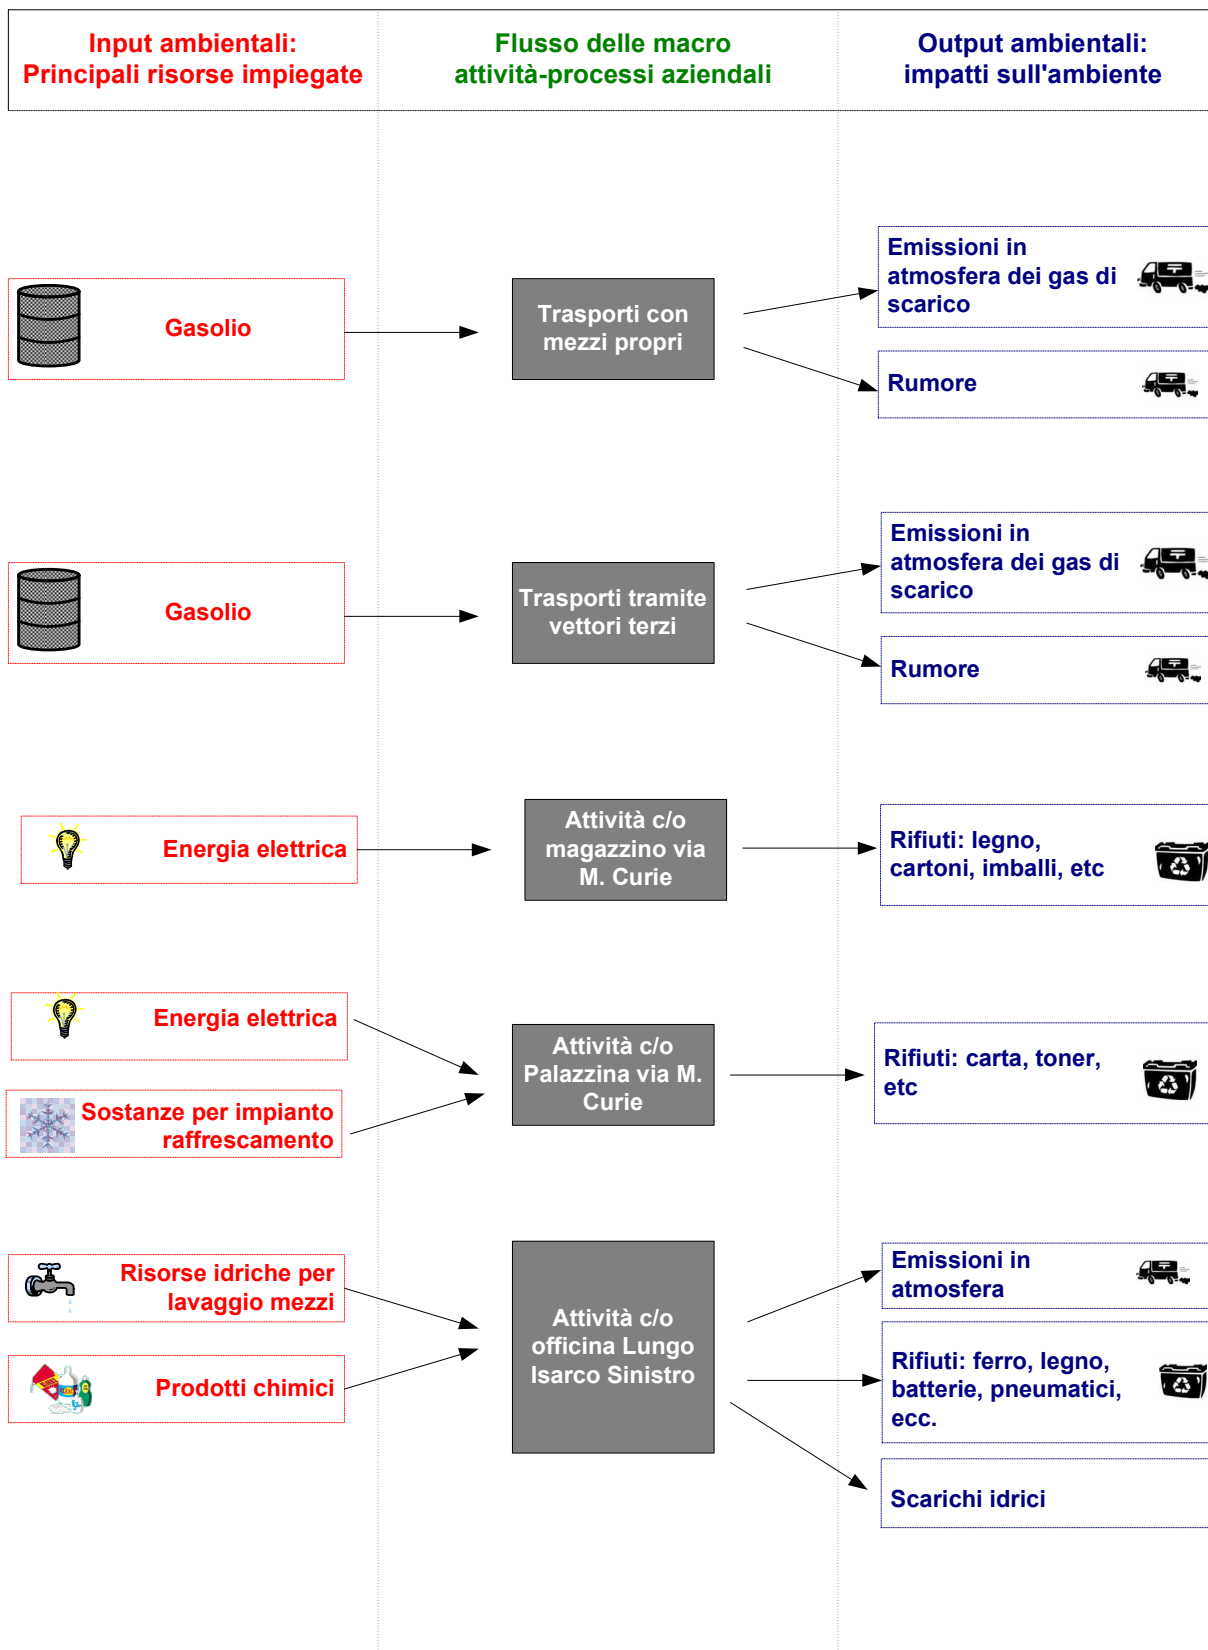 Input ambientali:
Principali risorse impiegate
Flusso delle macro
attività-processi aziendali
Output ambientali:
impatti sull'ambiente
Gasolio
Trasporti con
mezzi propri
Emissioni in
atmosfera dei gas di
scarico
Rumore
Gasolio
Trasporti tramite
vettori terzi
Emissioni in
atmosfera dei gas di
scarico
Rumore
Energia elettrica
Attività c/o
magazzino via
M. Curie
Rifiuti: legno,
cartoni, imballi, etc
Energia elettrica
Sostanze per impianto
raffrescamento
Attività c/o
Palazzina via M.
Curie
Rifiuti: carta, toner,
etc
Risorse idriche per
lavaggio mezzi
Prodotti chimici
Attività c/o
officina Lungo
Isarco Sinistro
Emissioni in
atmosfera
Rifiuti: ferro, legno,
batterie, pneumatici,
ecc.
Scarichi idrici